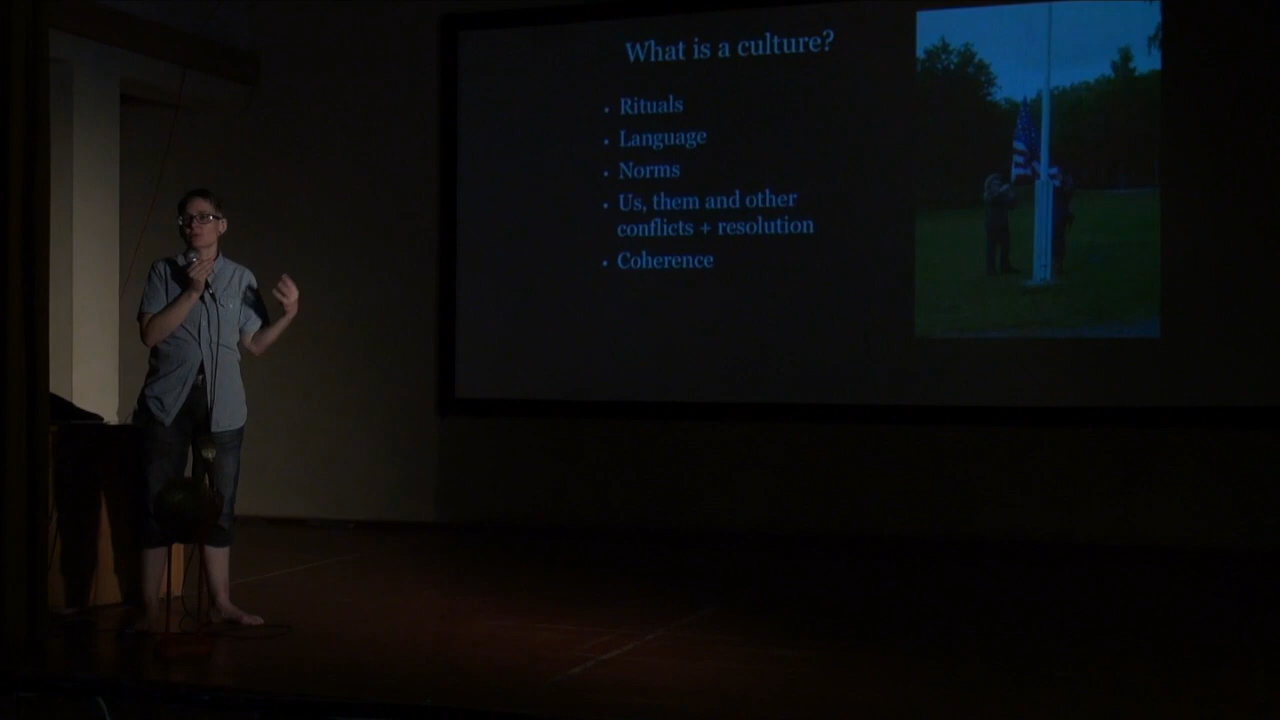 What is a culture?
• Rituals
• Language
• Norms
• Us, them and other
conflicts + resolution
• Coherence